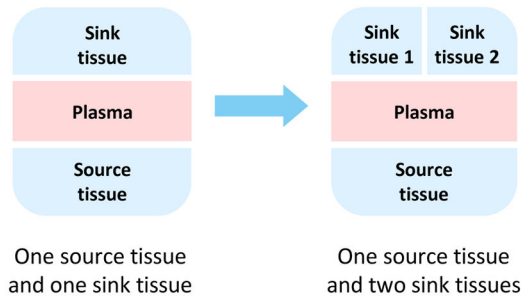 Sink
tissue
Plasma
Source
tissue
One source tissue
and one sink tissue
Sink
tissue 1
Sink
tissue 2
Plasma
Source
tissue
One source tissue
and two sink tissues